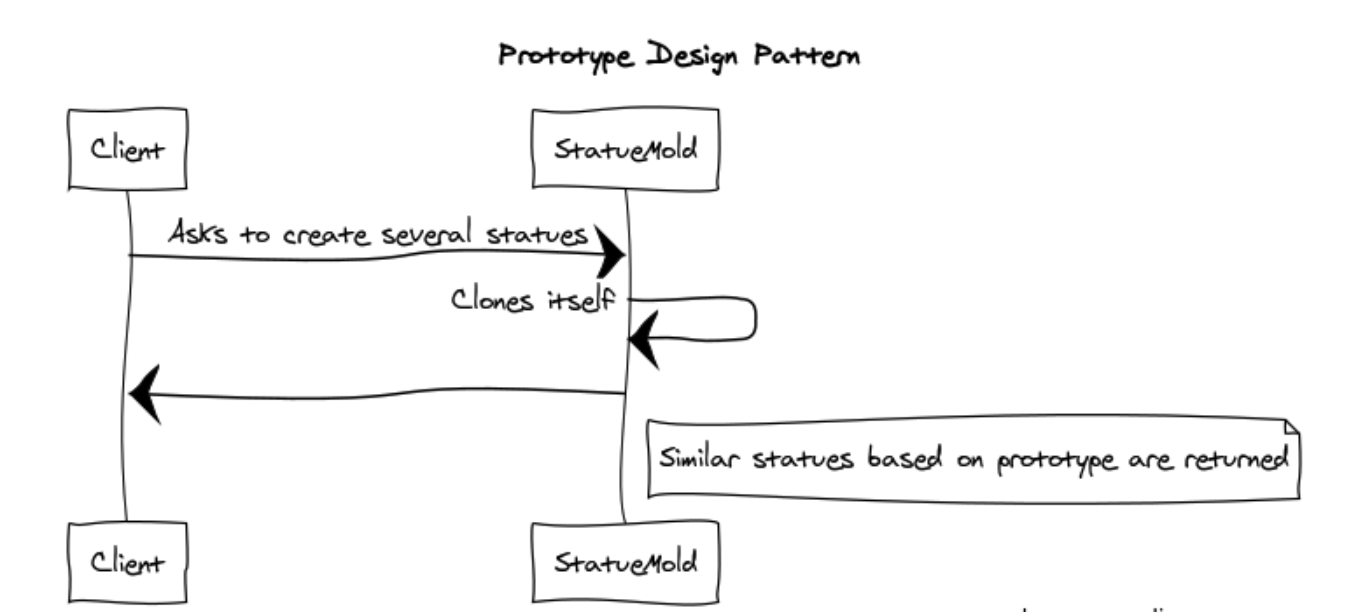 Prototype Design Pattern
Client
StatueMold
Asks to create several statues
Clones itself
Similar statues based on prototype are returned
Client
StatueMold